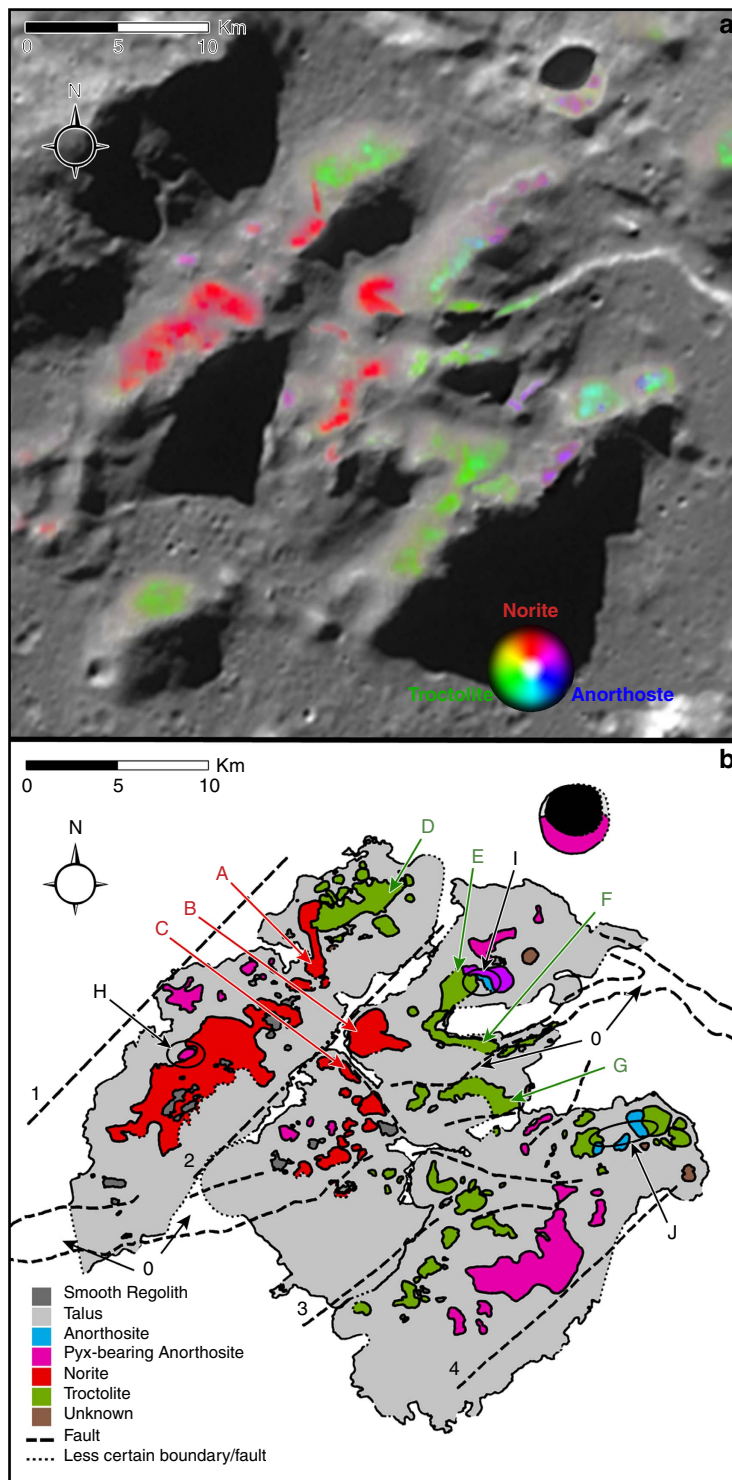 a
Km
0 5 10
N
Norite
Troctolite
Anorthoste
b
Km
0 5 10
N
D
A
E
I
B
F
C
H
0
G
1
2
J
0
3
4
Smooth Regolith
Talus
Anorthosite
Pyx-bearing Anorthosite
Norite
Troctolite
Unknown
Fault
Less certain boundary/fault